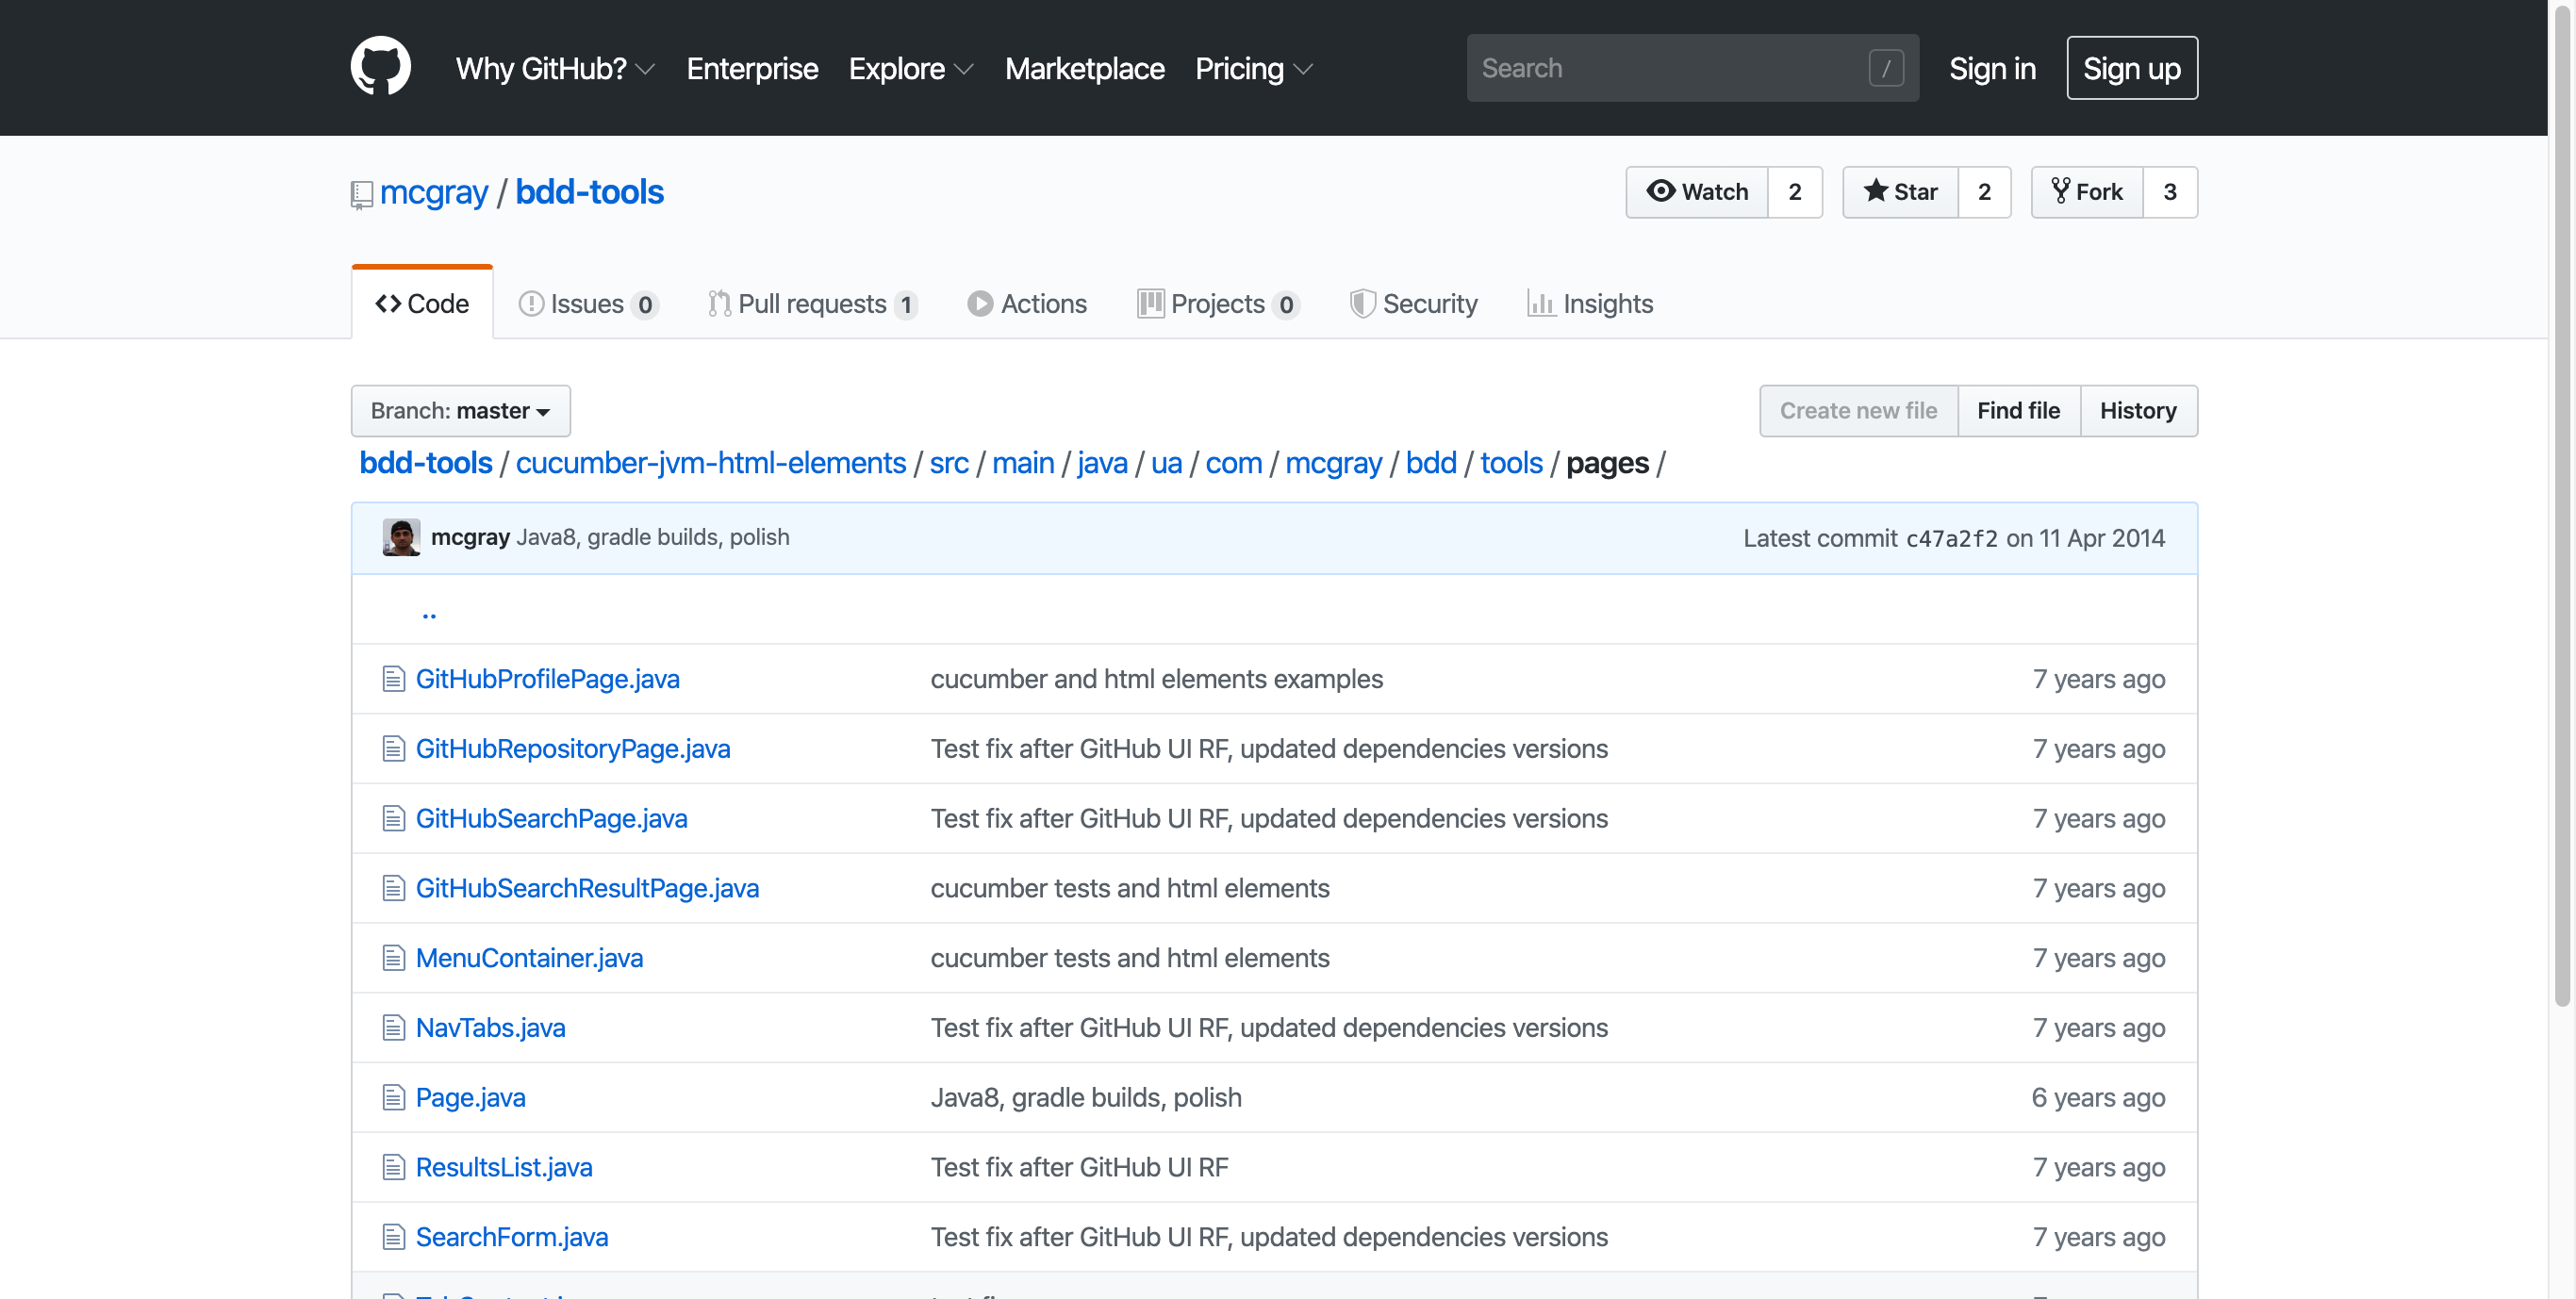 Why GitHub? Enterprise Explore Marketplace Pricing Search / Sign in Sign up
mcgray / bdd-tools Watch 2 Star 2 Fork 3
Code Issues 0 Pull requests 1 Actions Projects 0 Security Insights
Branch: master Create new file Find file History
bdd-tools / cucumber-jvm-html-elements / src / main / java / ua / com / mcgray / bdd / tools / pages /
mcgray Java8, gradle builds, polish Latest commit c47a2f2 on 11 Apr 2014
..
GitHubProfilePage.java cucumber and html elements examples 7 years ago
GitHubRepositoryPage.java Test fix after GitHub UI RF, updated dependencies versions 7 years ago
GitHubSearchPage.java Test fix after GitHub UI RF, updated dependencies versions 7 years ago
GitHubSearchResultPage.java cucumber tests and html elements 7 years ago
MenuContainer.java cucumber tests and html elements 7 years ago
NavTabs.java Test fix after GitHub UI RF, updated dependencies versions 7 years ago
Page.java Java8, gradle builds, polish 6 years ago
ResultsList.java Test fix after GitHub UI RF 7 years ago
SearchForm.java Test fix after GitHub UI RF, updated dependencies versions 7 years ago